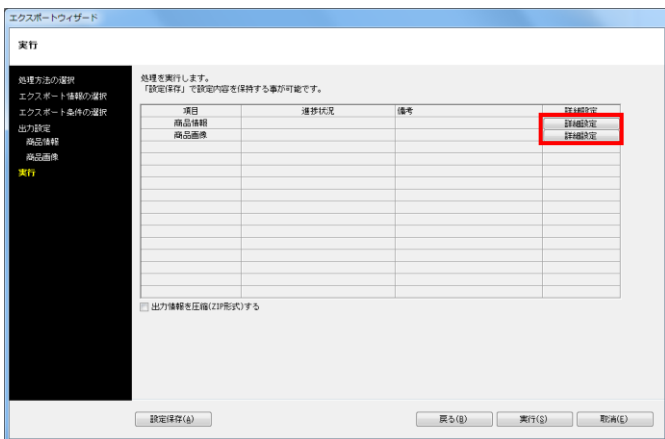 エクスポートウィザード
実行
処理方法の選択
エクスポート情報の選択
エクスポート条件の選択
出力設定
商品情報
商品画像
実行
処理を実行します。
「設定保存」で設定内容を保持する事が可能です。
項目 進捗状況 備考 詳細設定
商品情報 詳細設定
商品画像 詳細設定
出力情報を圧縮(ZIP形式)する
設定保存(A) 戻る(B) 実行(S) 取消(E)